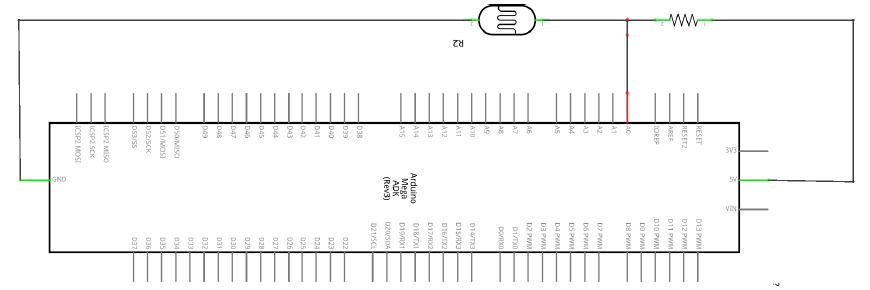 R2
ICSP2 MOSI
ICSP2 SCK
ICSP2 MISO
D53/SS
D52/SCK
D51/MOSI
D50/MISO
D49
D48
D47
D46
D45
D44
D43
D42
D41
D40
D39
D38
A15
A14
A13
A12
A11
A10
A9
A8
A7
A6
A5
A4
A3
A2
A1
A0
IOREF
AREF
RESET2
RESET
3V3
GND
5V
VIN
Arduino
Mega
ADK
(Rev3)
D37
D36
D35
D34
D33
D32
D31
D30
D29
D28
D27
D26
D25
D24
D23
D22
D21/SCL
D20/SDA
D19/RX1
D18/TX1
D17/RX2
D16/TX2
D15/RX3
D14/TX3
D0/RX0
D1/TX0
D2 PWM
D3 PWM
D4 PWM
D5 PWM
D6 PWM
D7 PWM
D8 PWM
D9 PWM
D10 PWM
D11 PWM
D12 PWM
D13 PWM